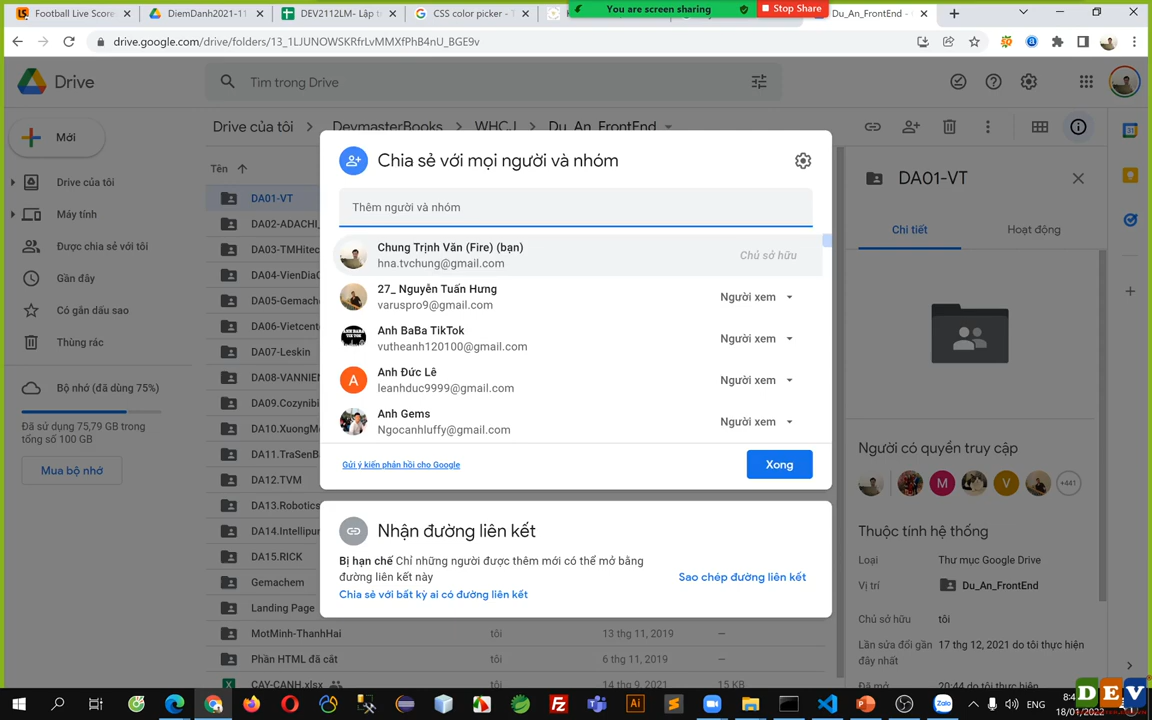 Football Live Score
DiemDanh2021-11
DEV2112LM- Lập t
CSS color picker - T
You are screen sharing
Stop Share
Du_An_FrontEnd -
drive.google.com/drive/folders/13_1LJUNOWSKRfrLvMMXfPhB4nU_BGE9v
Drive
Tìm trong Drive
Mới
Drive của tôi
Máy tính
Được chia sẻ với tôi
Gần đây
Có gắn dấu sao
Thùng rác
Bộ nhớ (đã dùng 75%)
Đã sử dụng 75,79 GB trong
tổng số 100 GB
Mua bộ nhớ
Drive của tôi > DevmasterBooks > WHCJ > Du_An_FrontEnd
Tên
DA01-VT
DA02-ADACHI_
DA03-TMHitec
DA04-VienDiaC
DA05-Gemach
DA06-Vietcent
DA07-Leskin
DA08-VANNIEN
DA09.Cozynibi
DA10.XuongM
DA11.TraSenB
DA12.TVM
DA13.Robotics
DA14.Intellipur
DA15.RICK
Gemachem
Landing Page
MotMinh-ThanhHai tôi 13 thg 11, 2019 —
Phần HTML đã cắt tôi 6 thg 11, 2019 —
CAY-CANH.xlsx tôi 14 thg 9, 2021 15 KB
Chia sẻ với mọi người và nhóm
Thêm người và nhóm
Chung Trịnh Văn (Fire) (bạn)
hna.tvchung@gmail.com
Chủ sở hữu
27_ Nguyên Tuấn Hưng
varuspro9@gmail.com
Người xem
Anh BaBa TikTok
vutheanh120100@gmail.com
Người xem
Anh Đức Lê
leanhduc9999@gmail.com
Người xem
A
Anh Gems
Ngocanhluffy@gmail.com
Người xem
Gửi ý kiến phản hồi cho Google
Xong
Nhận đường liên kết
Bị hạn chế Chỉ những người được thêm mới có thể mở bằng
đường liên kết này
Chia sẻ với bất kỳ ai có đường liên kết
Sao chép đường liên kết
DA01-VT
Chi tiết
Hoạt động
Người có quyền truy cập
M
V
+441
Thuộc tính hệ thống
Loại Thư mục Google Drive
Vị trí Du_An_FrontEnd
Chủ sở hữu tôi
Lần sửa đổi gần đây nhất 17 thg 12, 2021 do tôi thực hiện
ENG
18/01/2022
DEV